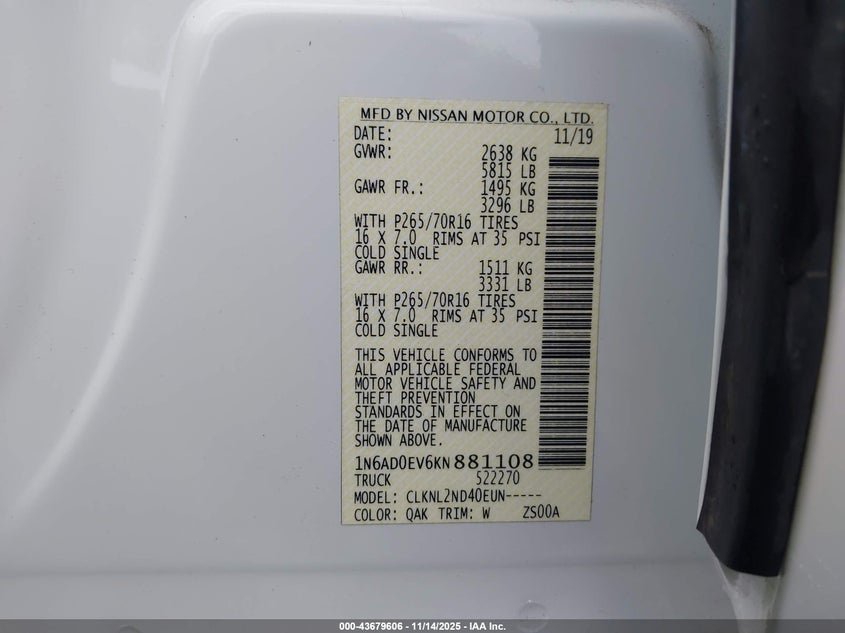 MFD BY NISSAN MOTOR CO., LTD.
DATE: 11/19
GVWR: 2638 KG
5815 LB
GAWR FR.: 1495 KG
3296 LB
WITH P265/70R16 TIRES
16 X 7.0 RIMS AT 35 PSI
COLD SINGLE
GAWR RR.: 1511 KG
3331 LB
WITH P265/70R16 TIRES
16 X 7.0 RIMS AT 35 PSI
COLD SINGLE
THIS VEHICLE CONFORMS TO
ALL APPLICABLE FEDERAL
MOTOR VEHICLE SAFETY AND
THEFT PREVENTION
STANDARDS IN EFFECT ON
THE DATE OF MANUFACTURE
SHOWN ABOVE.
1N6AD0EV6KN881108
TRUCK 522270
MODEL: CLKNL2ND40EUN-----
COLOR: QAK TRIM: W ZS00A
000-43679606 - 11/14/2025 - IAA Inc.